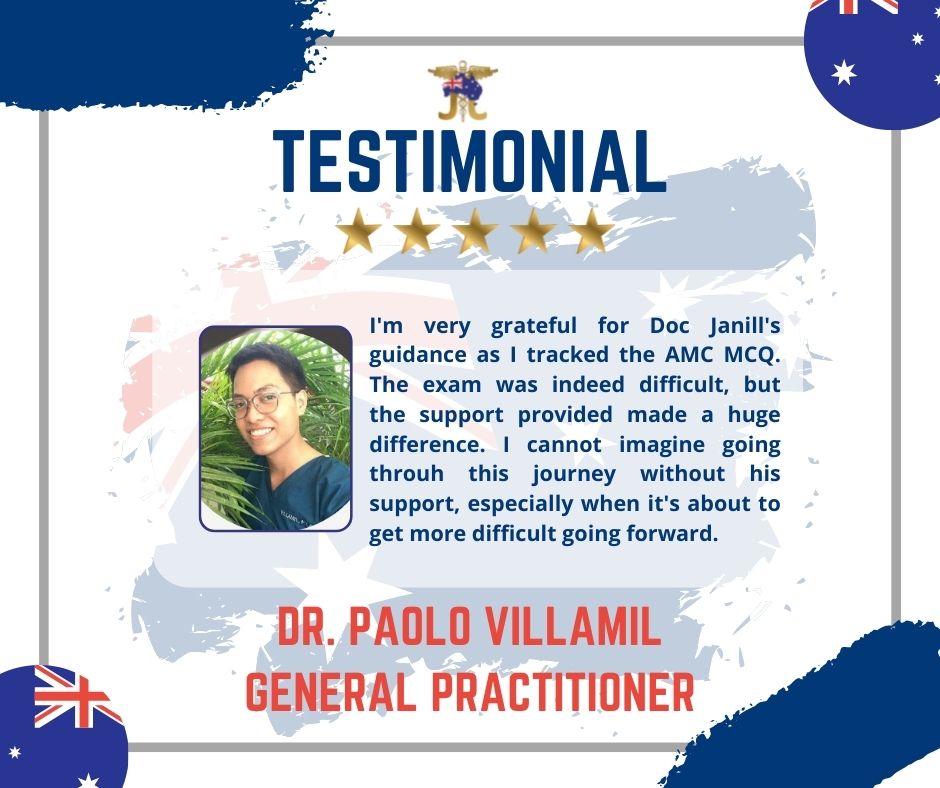 TESTIMONIAL
I'm very grateful for Doc Janill's
guidance as I tracked the AMC MCQ.
The exam was indeed difficult, but
the support provided made a huge
difference. I cannot imagine going
throuh this journey without his
support, especially when it's about to
get more difficult going forward.
DR. PAOLO VILLAMIL
GENERAL PRACTITIONER